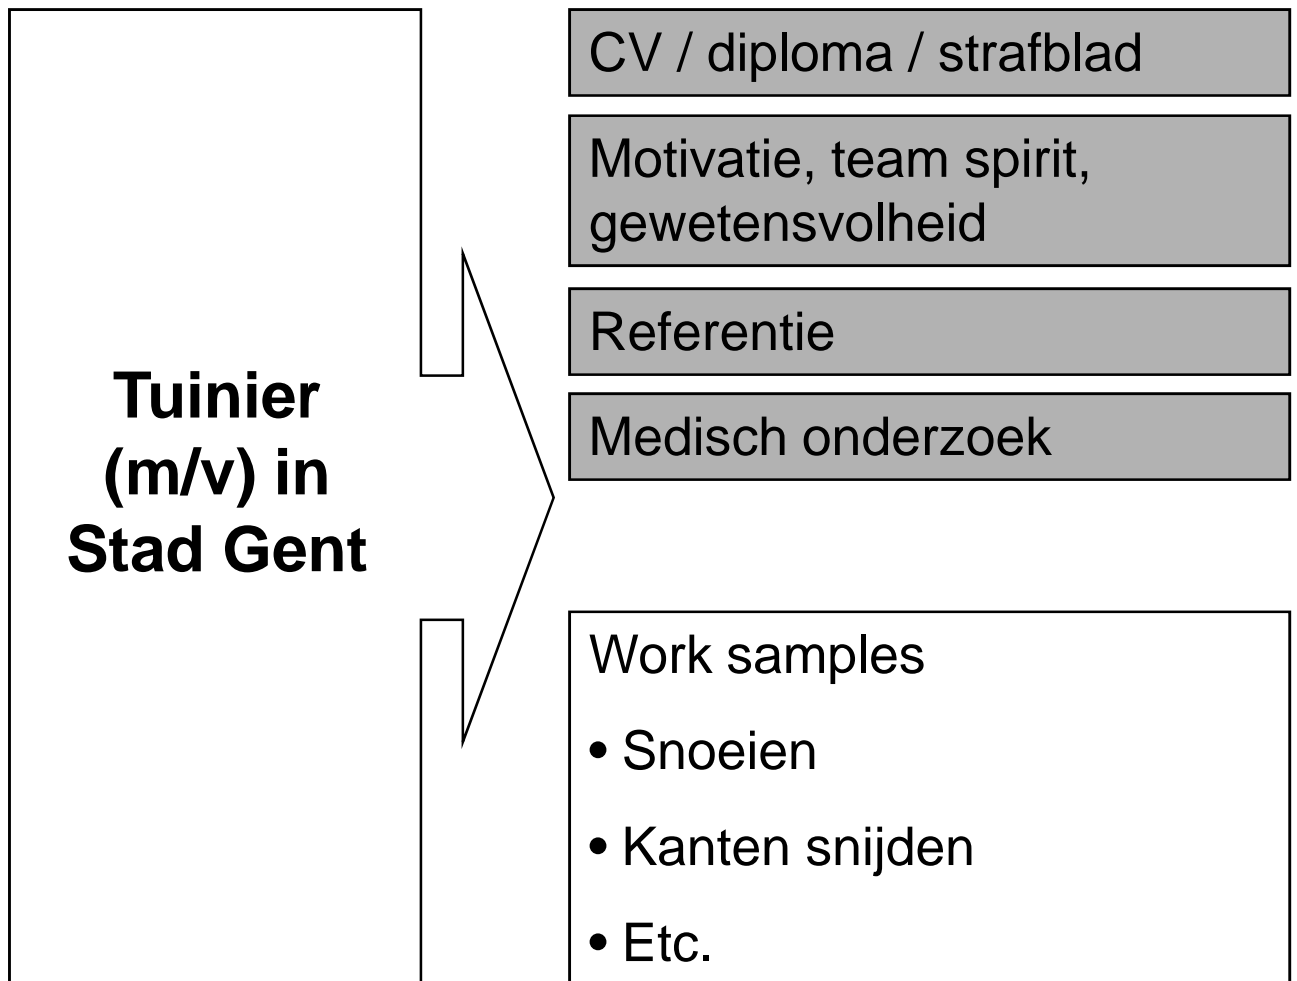 Tuinier
(m/v) in
Stad Gent
CV / diploma / strafblad
Motivatie, team spirit,
gewetensvolheid
Referentie
Medisch onderzoek
Work samples
• Snoeien
• Kanten snijden
• Etc.